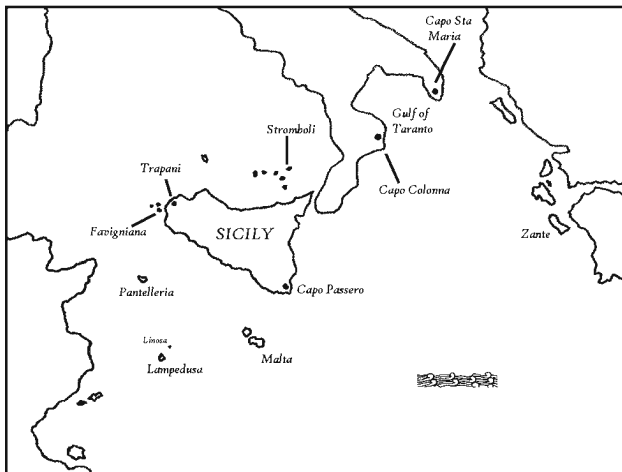 Capo Sta
Maria
Gulf of
Taranto
Stromboli
Trapani
Capo Colonna
Favigniana
SICILY
Zante
Pantelleria
Capo Passero
Linosa
Lampedusa
Malta